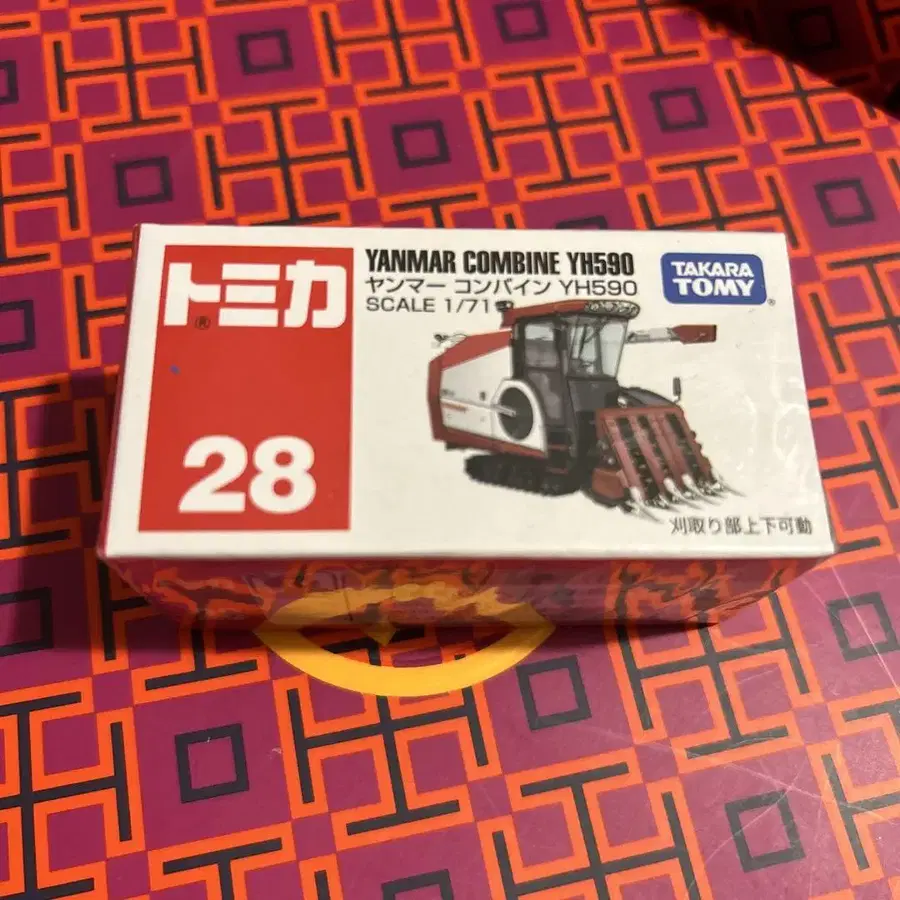 トミカ
®
28
YANMAR COMBINE YH590
ヤンマー コンバイン YH590
SCALE 1/71
TAKARA
TOMY
®
刈取り部上下可動